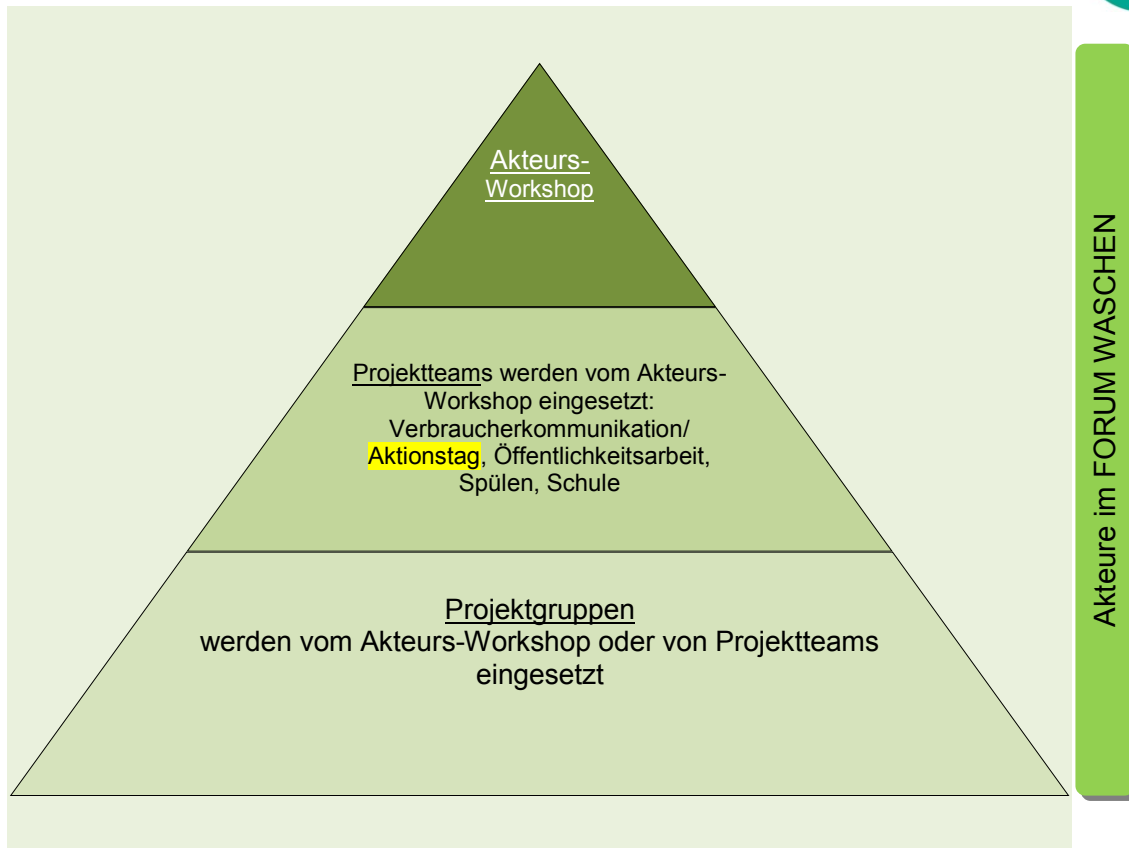 Akteurs-
Workshop
Projektteams werden vom Akteurs-
Workshop eingesetzt:
Verbraucherkommunikation/
Aktionstag, Öffentlichkeitsarbeit,
Spülen, Schule
Projektgruppen
werden vom Akteurs-Workshop oder von Projektteams
eingesetzt
Akteure im FORUM WASCHEN